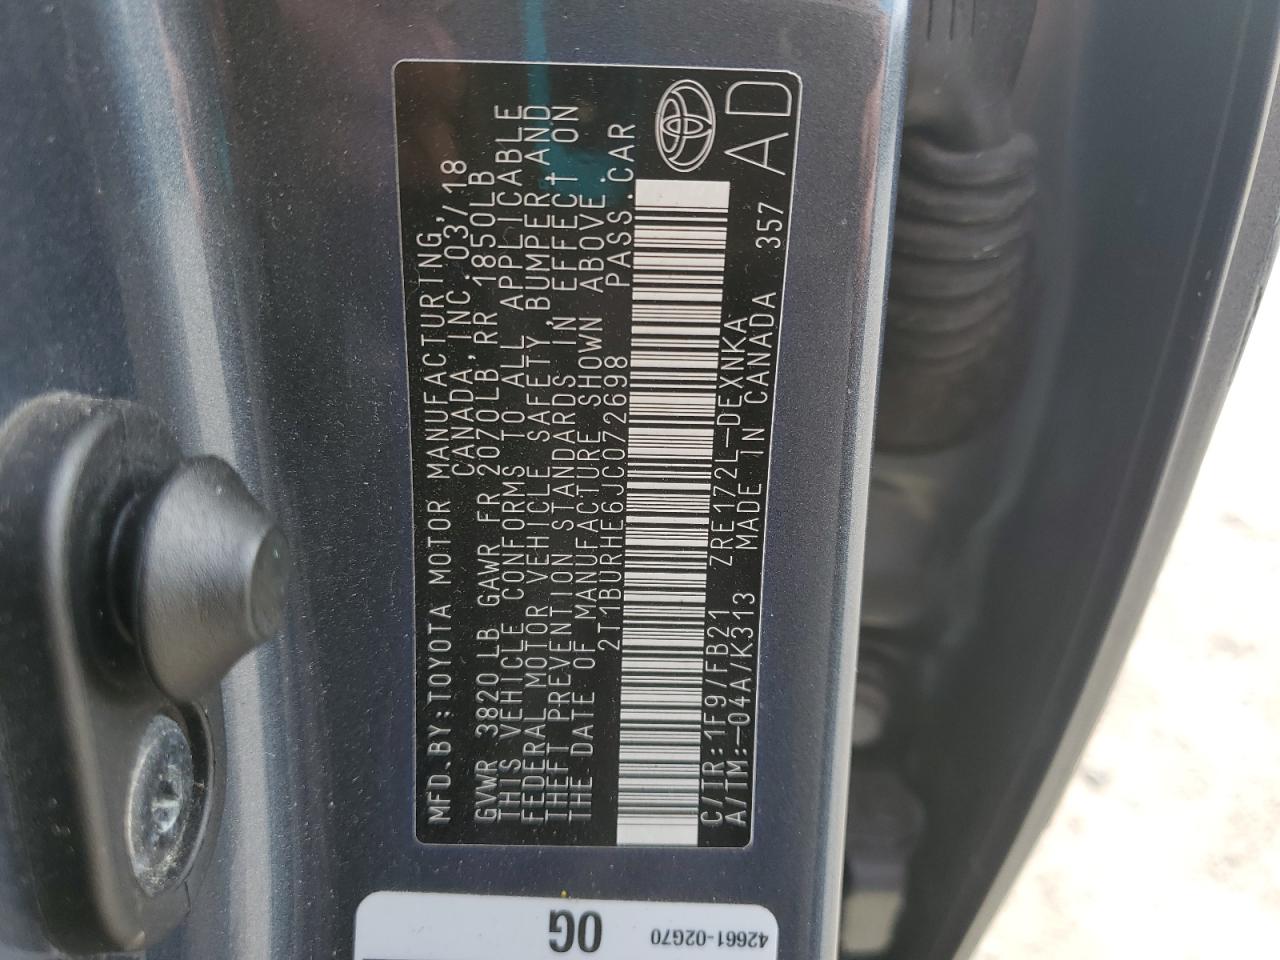 MFD. BY: TOYOTA MOTOR MANUFACTURING,
CANADA, INC. 03/18
GVWR 3820LB GAWR FR 2070LB RR 1850LB
THIS VEHICLE CONFORMS TO ALL APPLICABLE
FEDERAL MOTOR VEHICLE SAFETY, BUMPER, AND
THEFT PREVENTION STANDARDS IN EFFECT ON
THE DATE OF MANUFACTURE SHOWN ABOVE.
2T1BURHE6JC072698 PASS. CAR
C/TR: 1F9/FB21 ZRE172L-DEXNKA
A/TM: -04A/K313 MADE IN CANADA 357
AD
0G
42661-02G70